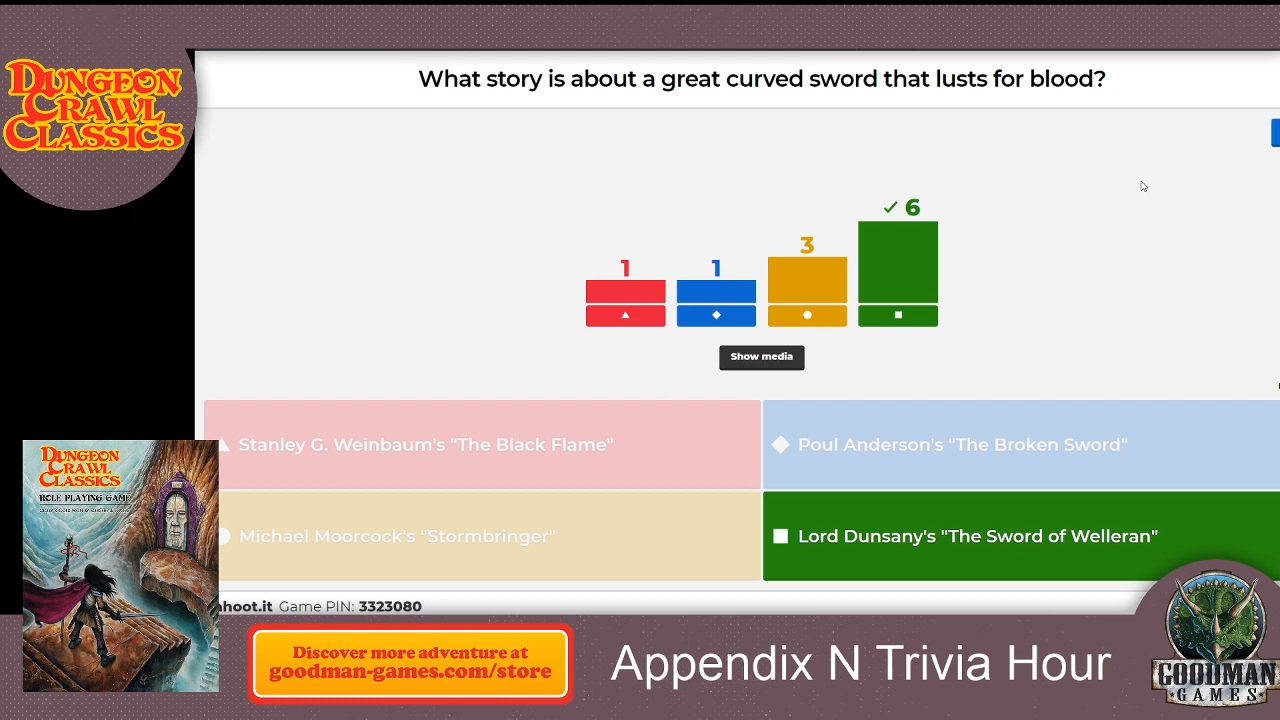 What story is about a great curved sword that lusts for blood?
DUNGEON
CRAWL
CLASSICS
6
3
1
1
Show media
Stanley G. Weinbaum's "The Black Flame"
Poul Anderson's "The Broken Sword"
DUNGEON
CRAWL
CLASSICS
ROLE PLAYING GAME
Michael Moorcock's "Stormbringer"
Lord Dunsany's "The Sword of Welleran"
ahoot.it Game PIN: 3323080
Discover more adventure at
goodman-games.com/store
Appendix N Trivia Hour
GOODMAN
GAMES